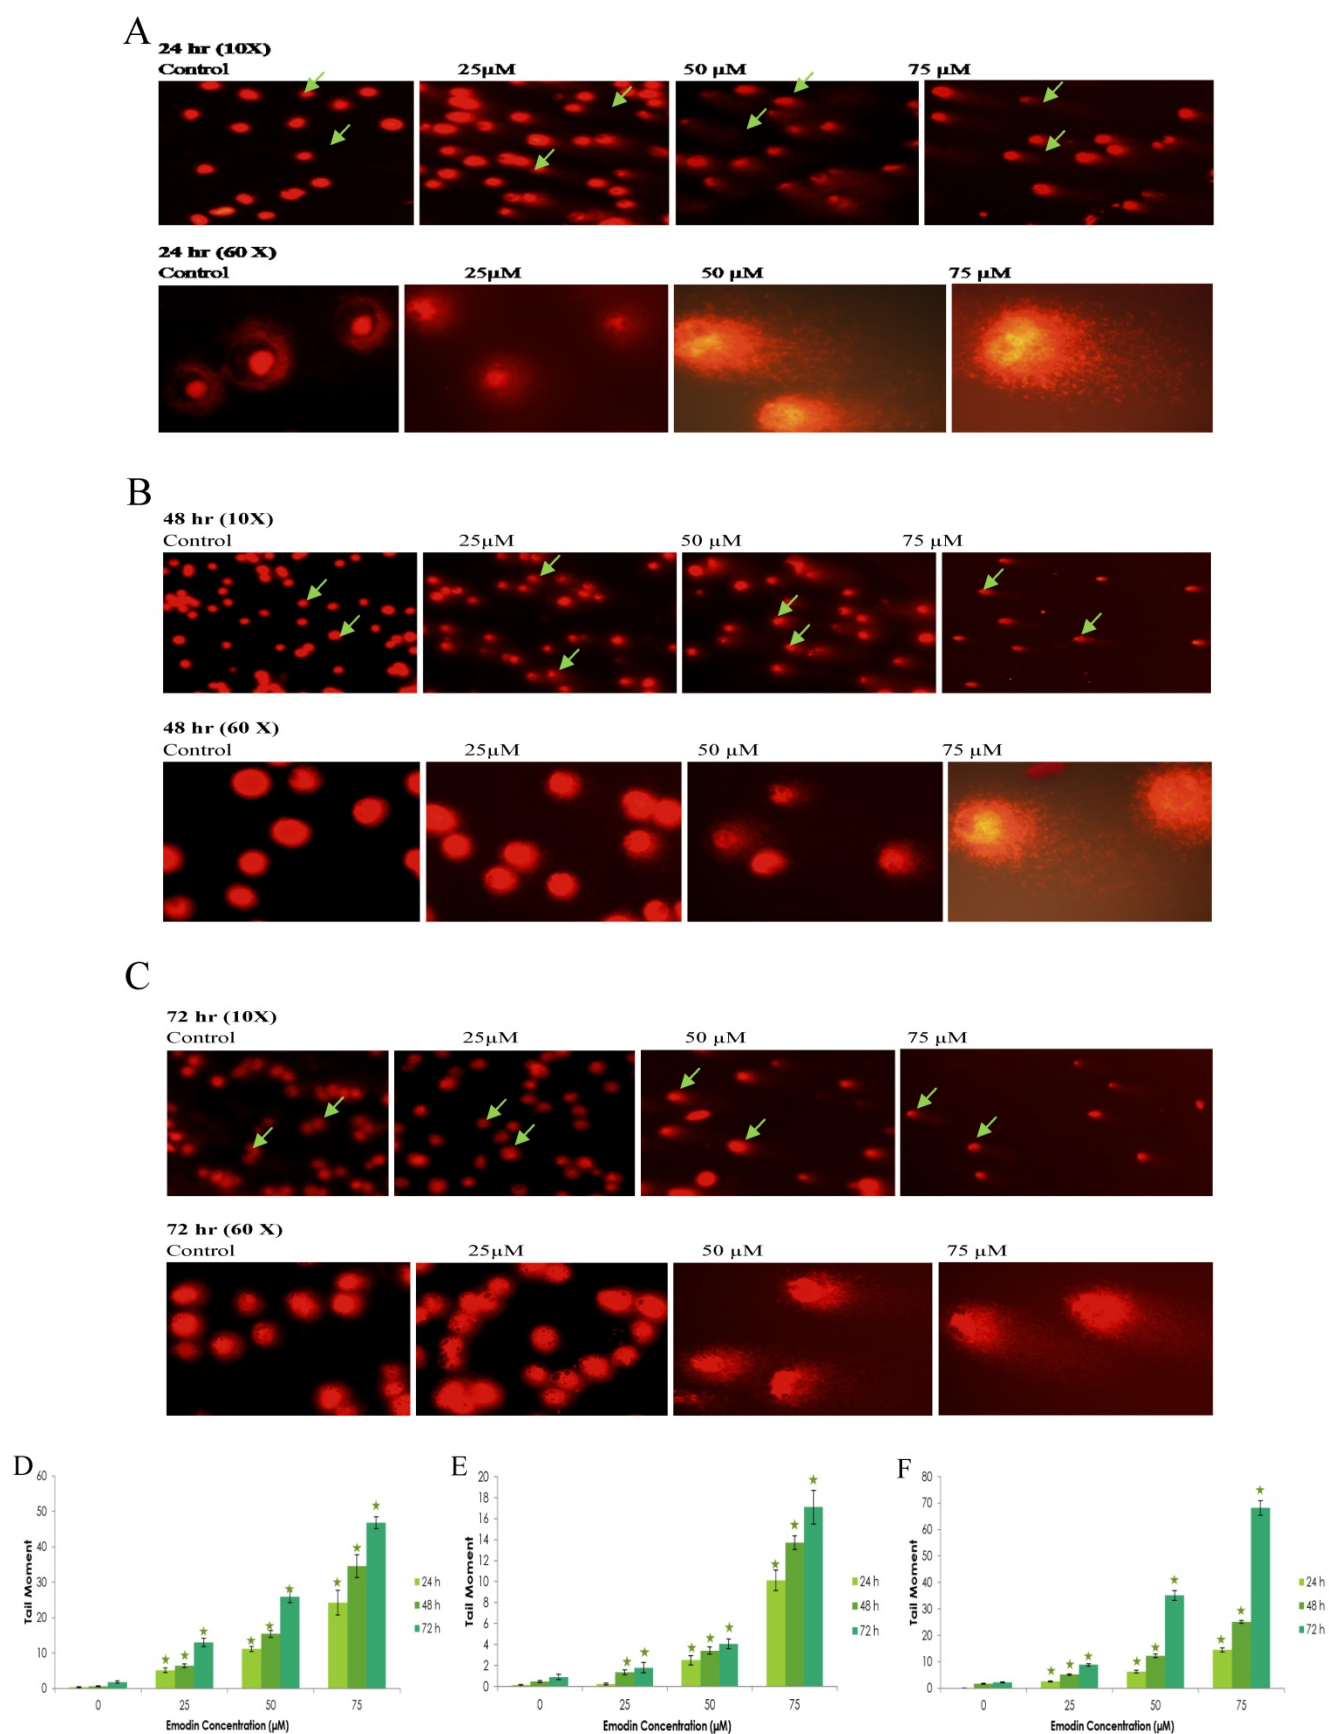 A
24 hr (10X)
Control 25µM 50 µM 75 µM
24 hr (60 X)
Control 25µM 50 µM 75 µM
B
48 hr (10X)
Control 25µM 50 µM 75 µM
48 hr (60 X)
Control 25µM 50 µM 75 µM
C
72 hr (10X)
Control 25µM 50 µM 75 µM
72 hr (60 X)
Control 25µM 50 µM 75 µM
D
60
50
40
30
20
10
0
Tail Moment
0 25 50 75
Emodin Concentration (µM)
24 h
48 h
72 h
E
20
18
16
14
12
10
8
6
4
2
0
Tail Moment
0 25 50 75
Emodin Concentration (µM)
24 h
48 h
72 h
F
80
70
60
50
40
30
20
10
0
Tail Moment
0 25 50 75
Emodin Concentration (µM)
24 h
48 h
72 h